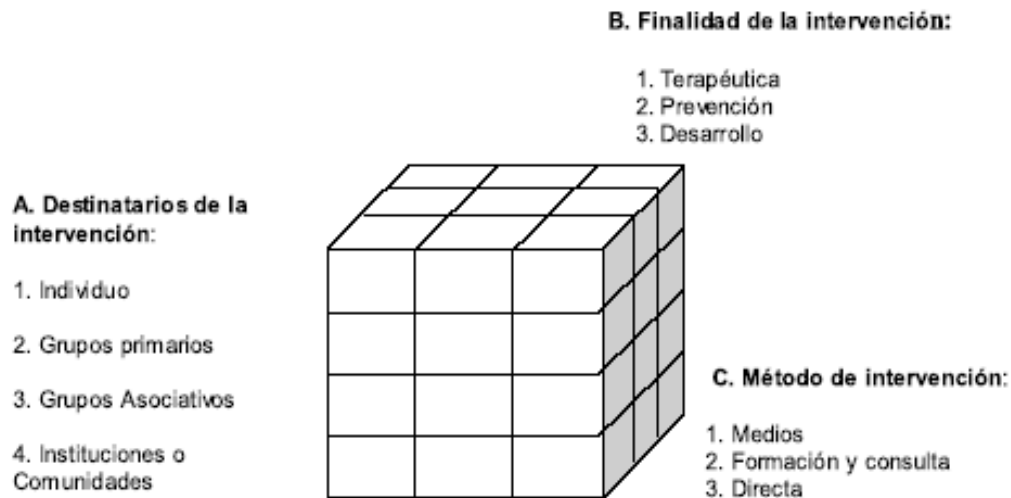 B. Finalidad de la intervención:
1. Terapéutica
2. Prevención
3. Desarrollo
A. Destinatarios de la
intervención:
1. Individuo
2. Grupos primarios
3. Grupos Asociativos
4. Instituciones o
Comunidades
C. Método de intervención:
1. Medios
2. Formación y consulta
3. Directa